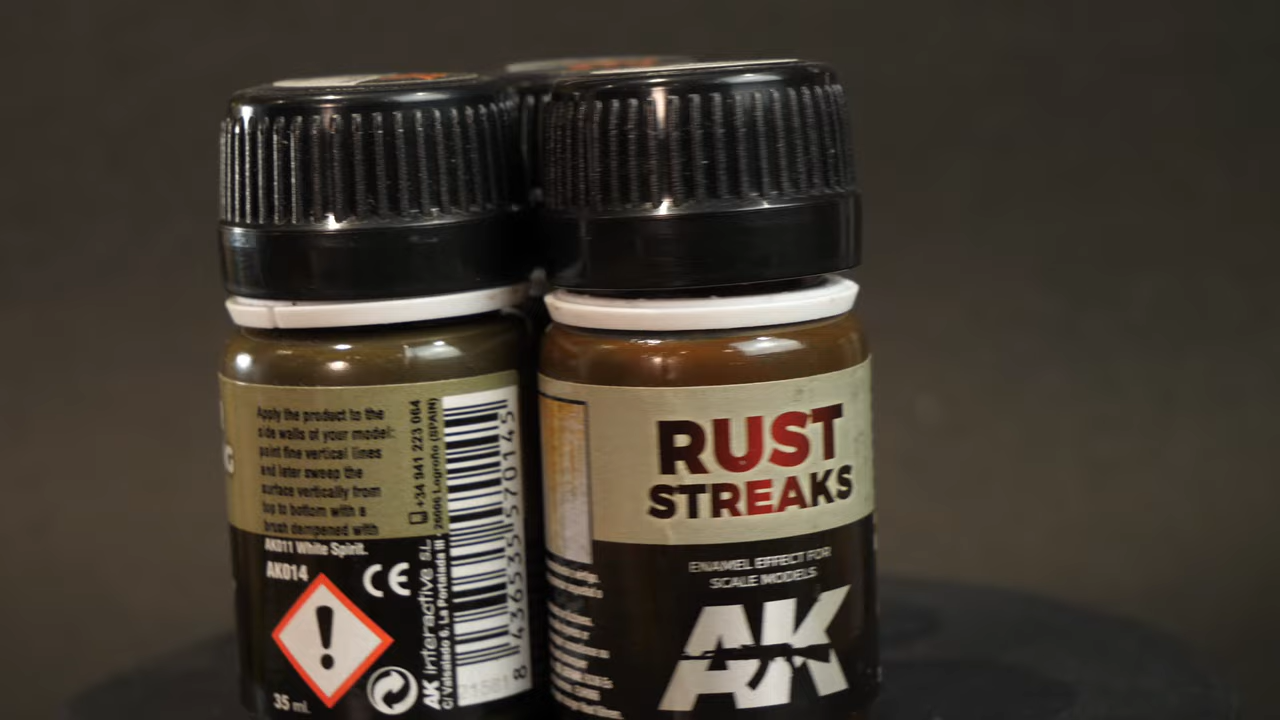 Apply the product to the
side walls of your model:
paint fine vertical lines
and later sweep the
surface vertically from
top to bottom with a
brush dampened with
AK011 White Spirit.
AK014
CE
35 ml.
+34 941 223 064
26006 Logroño (SPAIN)
AK interactive S.L.
C/ Valsalado 6, La Portalada III -
8 436535 570145
RUST
STREAKS
ENAMEL EFFECT FOR
SCALE MODELS
AK